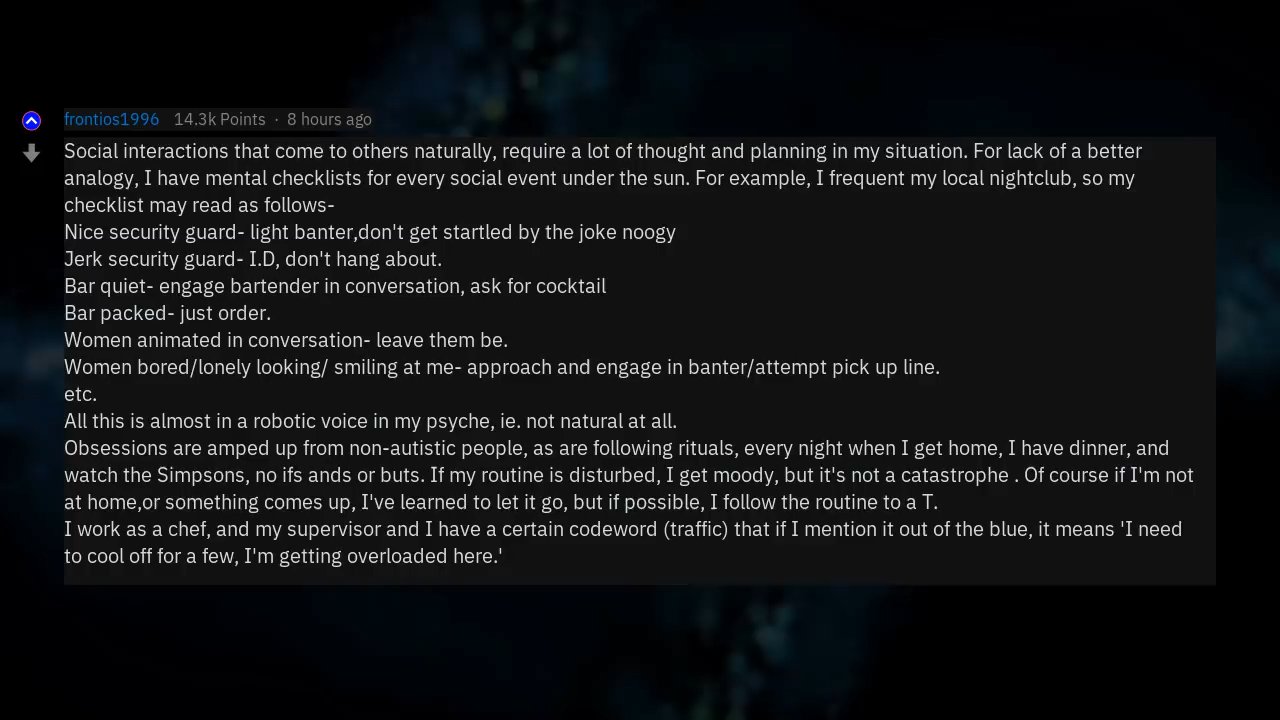 frontios1996 14.3k Points · 8 hours ago
Social interactions that come to others naturally, require a lot of thought and planning in my situation. For lack of a better
analogy, I have mental checklists for every social event under the sun. For example, I frequent my local nightclub, so my
checklist may read as follows-
Nice security guard- light banter,don't get startled by the joke noogy
Jerk security guard- I.D, don't hang about.
Bar quiet- engage bartender in conversation, ask for cocktail
Bar packed- just order.
Women animated in conversation- leave them be.
Women bored/lonely looking/ smiling at me- approach and engage in banter/attempt pick up line.
etc.
All this is almost in a robotic voice in my psyche, ie. not natural at all.
Obsessions are amped up from non-autistic people, as are following rituals, every night when I get home, I have dinner, and
watch the Simpsons, no ifs ands or buts. If my routine is disturbed, I get moody, but it's not a catastrophe . Of course if I'm not
at home,or something comes up, I've learned to let it go, but if possible, I follow the routine to a T.
I work as a chef, and my supervisor and I have a certain codeword (traffic) that if I mention it out of the blue, it means 'I need
to cool off for a few, I'm getting overloaded here.'